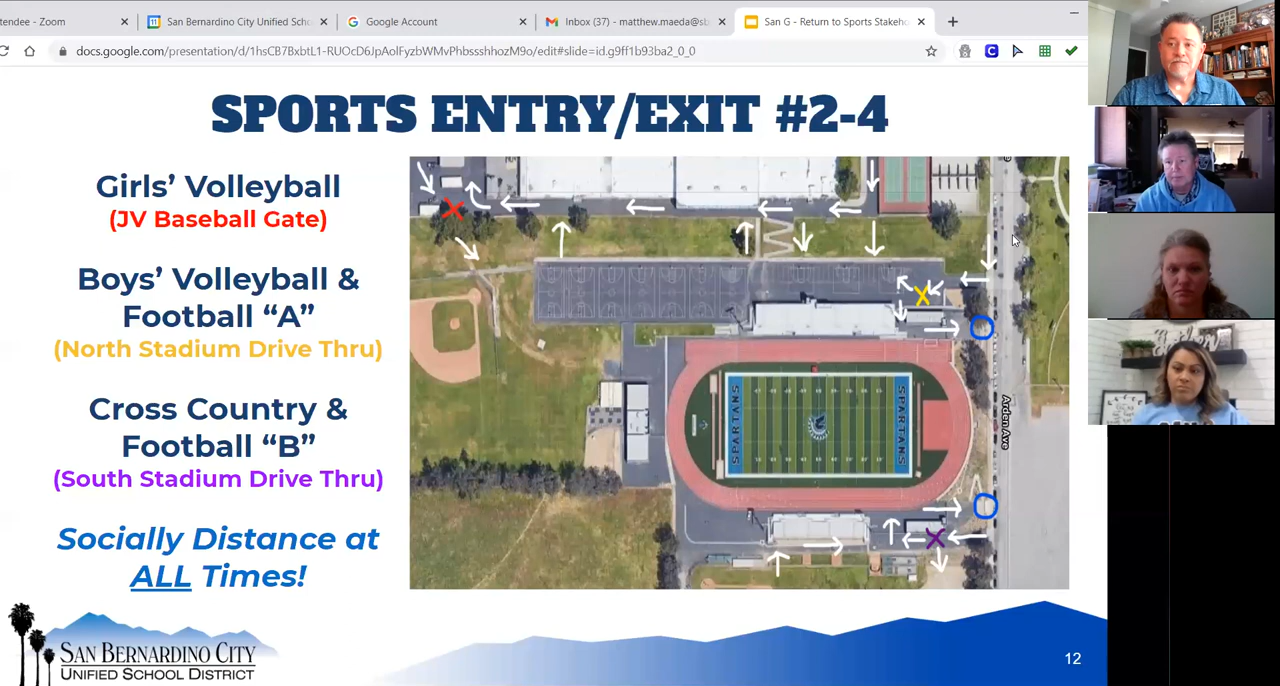 tendee - Zoom
San Bernardino City Unified Scho
Google Account
Inbox (37) - matthew.maeda@sb
San G - Return to Sports Stakeho
docs.google.com/presentation/d/1hsCB7BxbtL1-RUOcD6JpAolFyzbWMvPhbssshhozM9o/edit#slide=id.g9ff1b93ba2_0_0
SPORTS ENTRY/EXIT #2-4
Girls' Volleyball
(JV Baseball Gate)
Boys' Volleyball &
Football "A"
(North Stadium Drive Thru)
Cross Country &
Football "B"
(South Stadium Drive Thru)
Socially Distance at
ALL Times!
SPARTANS
SPARTANS
Arden Ave
SAN BERNARDINO CITY
UNIFIED SCHOOL DISTRICT
12